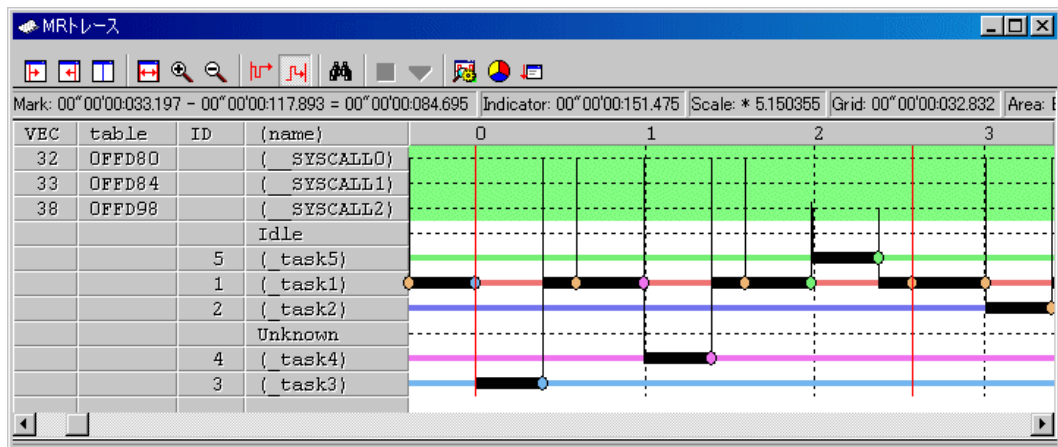 MRトレース
Mark: 00"00'00:033.197 - 00"00'00:117.893 = 00"00'00:084.695 Indicator: 00"00'00:151.475 Scale: * 5.150355 Grid: 00"00'00:032.832 Area:
VEC table ID (name) 0 1 2 3
32 0FFD80 (__SYSCALL0)
33 0FFD84 (__SYSCALL1)
38 0FFD98 (__SYSCALL2)
Idle
5 (_task5)
1 (_task1)
2 (_task2)
Unknown
4 (_task4)
3 (_task3)